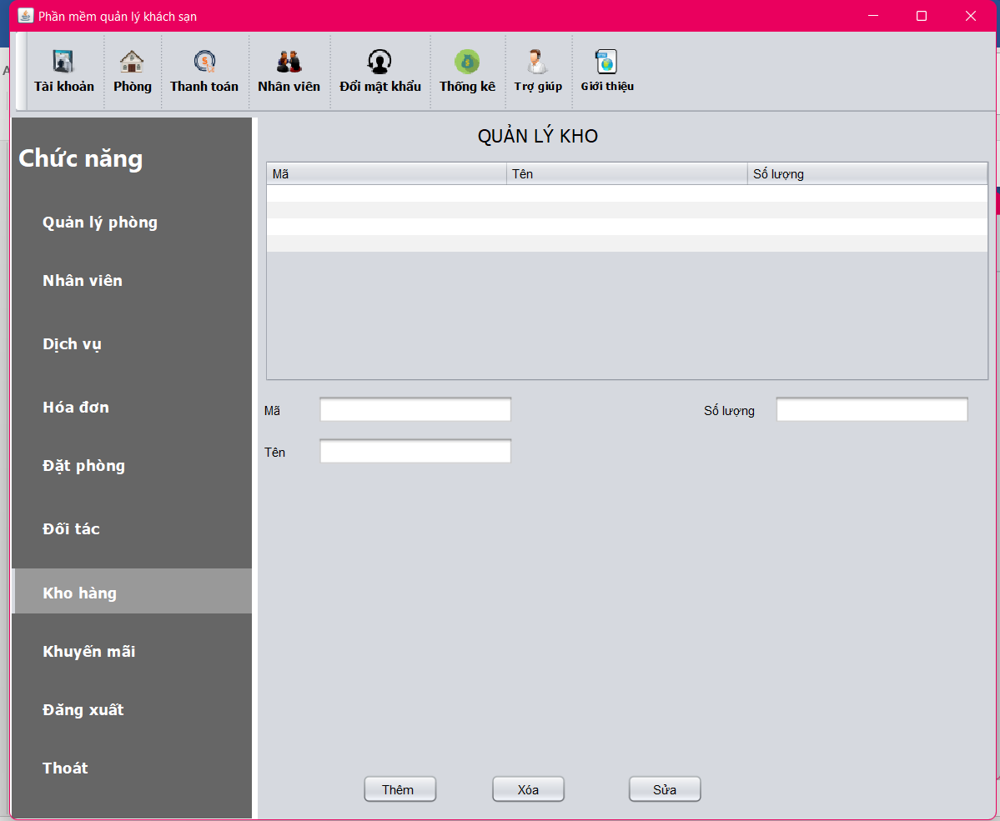 Phần mềm quản lý khách sạn
Tài khoản Phòng Thanh toán Nhân viên Đổi mật khẩu Thống kê Trợ giúp Giới thiệu
Chức năng
Quản lý phòng
Nhân viên
Dịch vụ
Hóa đơn
Đặt phòng
Đối tác
Kho hàng
Khuyến mãi
Đăng xuất
Thoát
QUẢN LÝ KHO
Mã Tên Số lượng
Mã Số lượng
Tên
Thêm Xóa Sửa